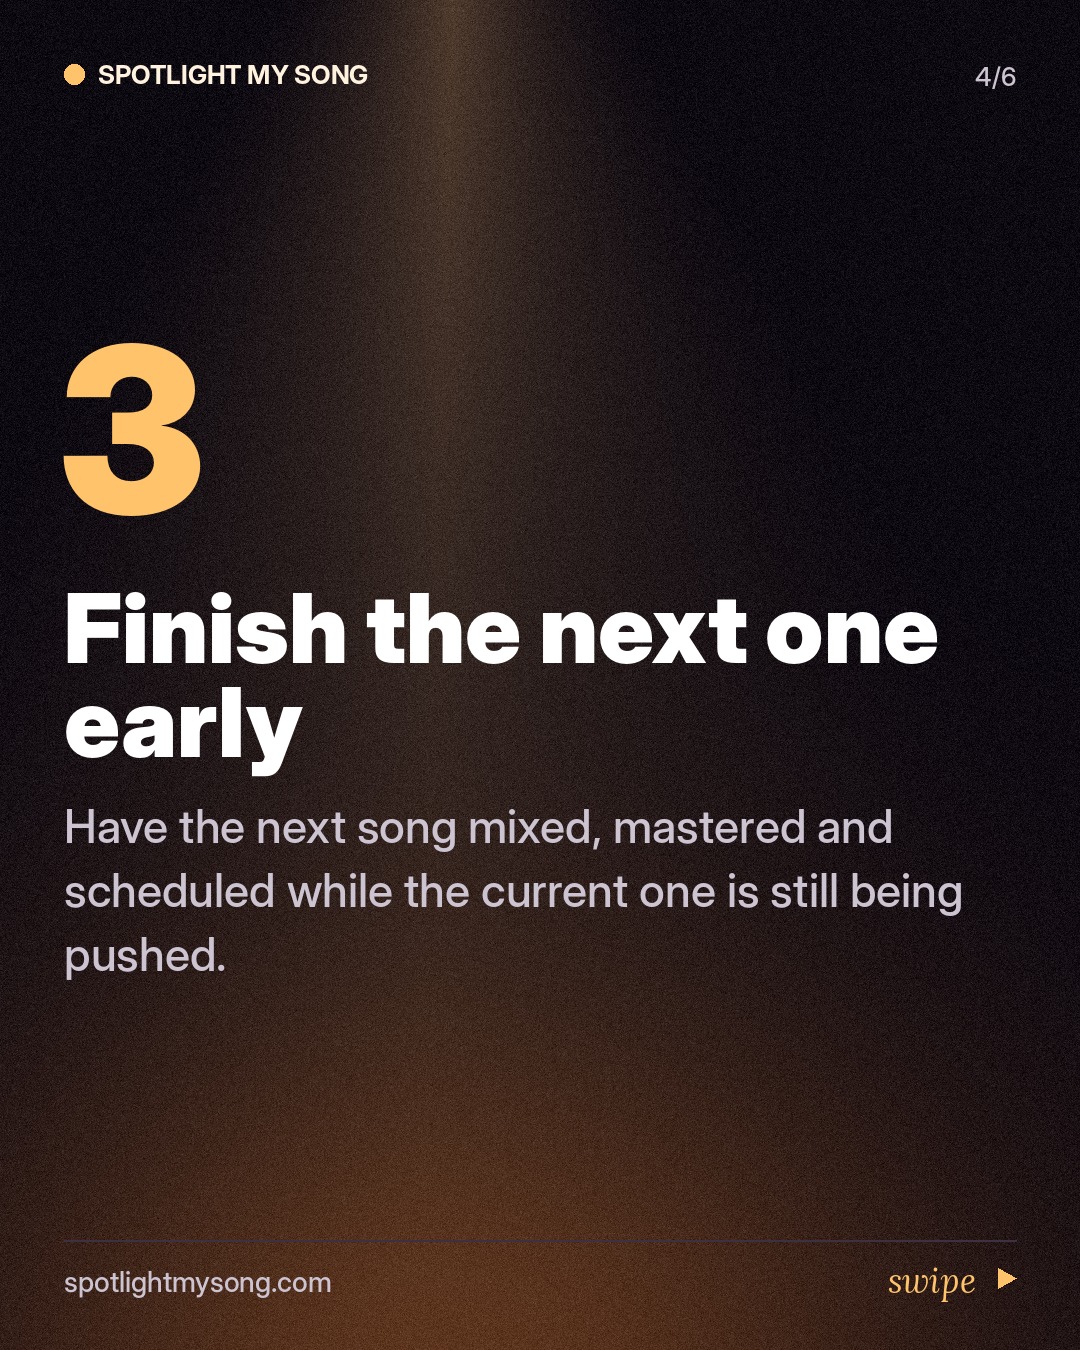 SPOTLIGHT MY SONG
4/6
3
Finish the next one
early
Have the next song mixed, mastered and
scheduled while the current one is still being
pushed.
spotlightmysong.com
swipe